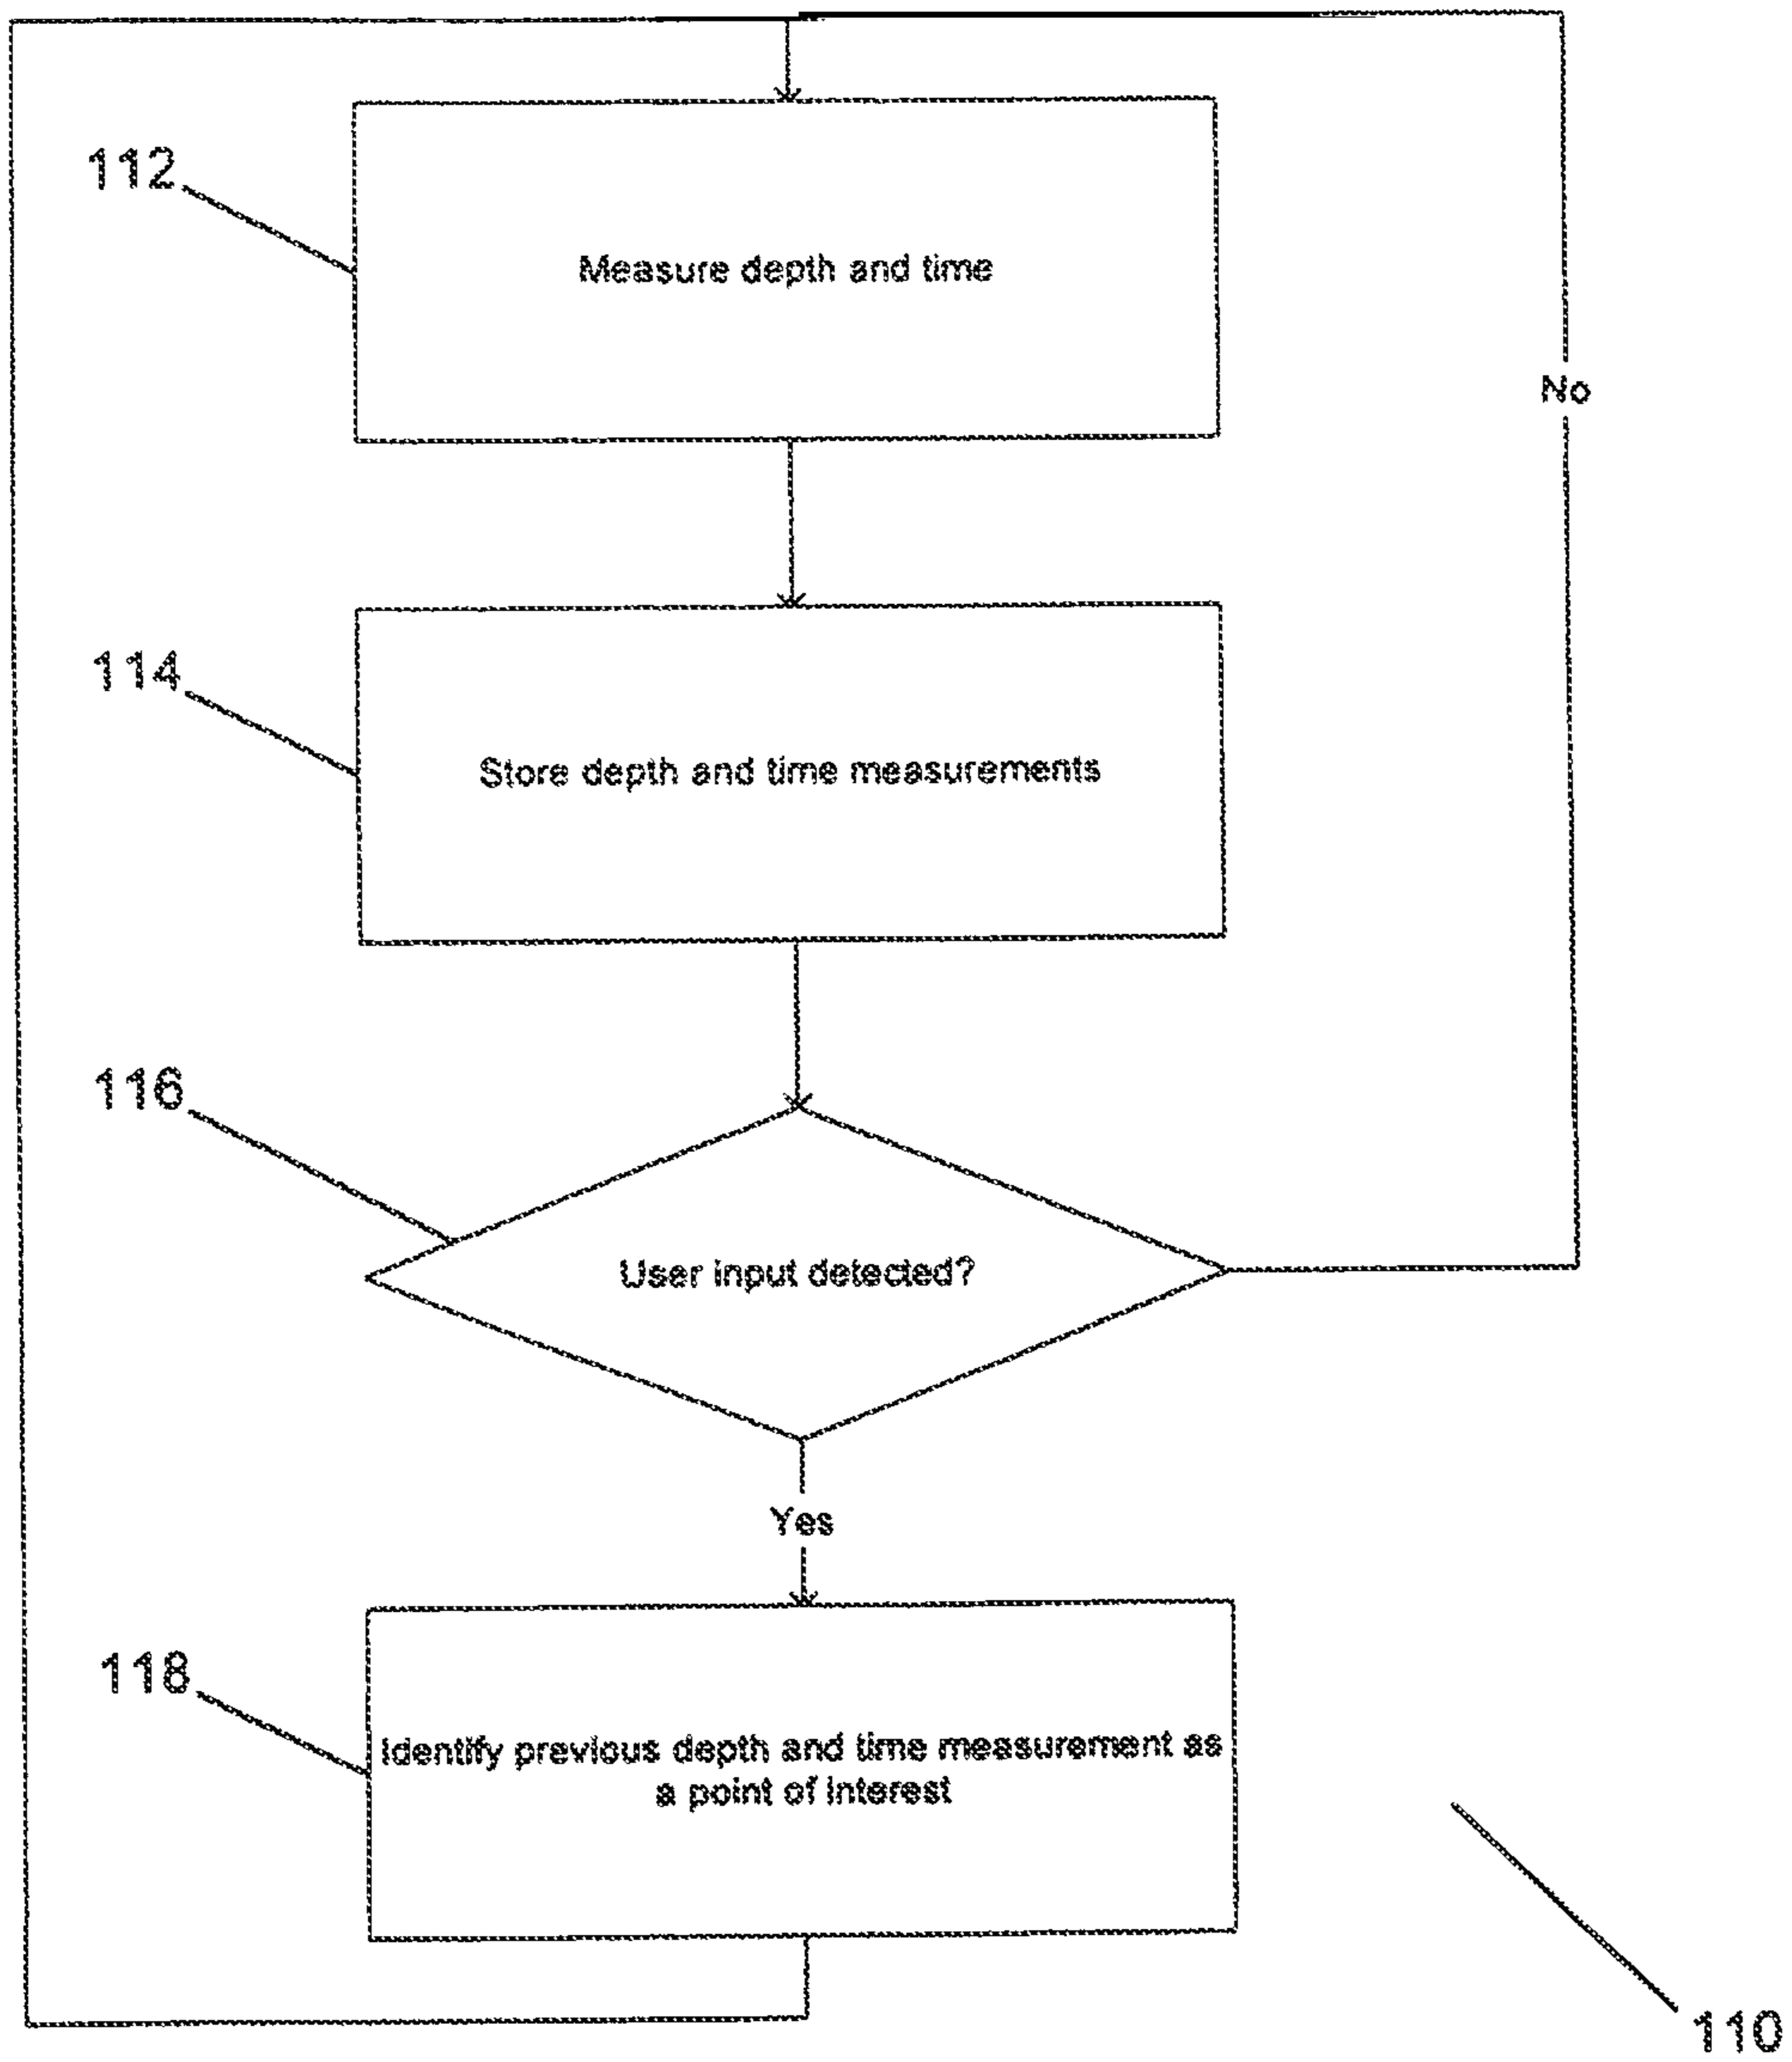 112
Measure depth and time
No
114
Store depth and time measurements
116
User input detected?
Yes
118
Identify previous depth and time measurement as
a point of interest
110